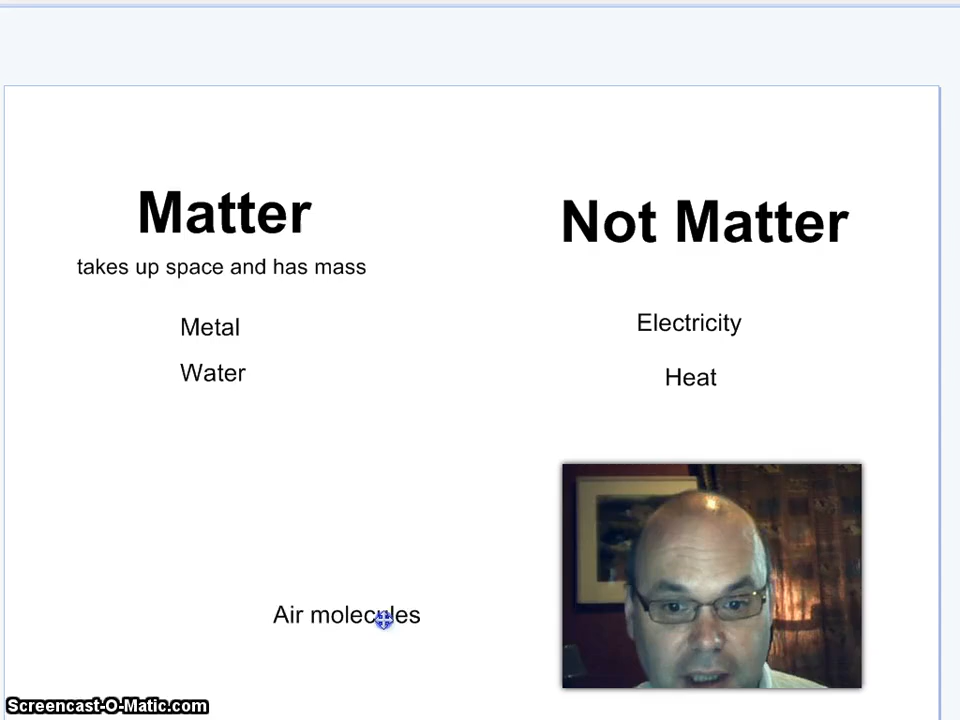 Matter
takes up space and has mass
Metal
Water
Not Matter
Electricity
Heat
Air molecules
Screencast-O-Matic.com